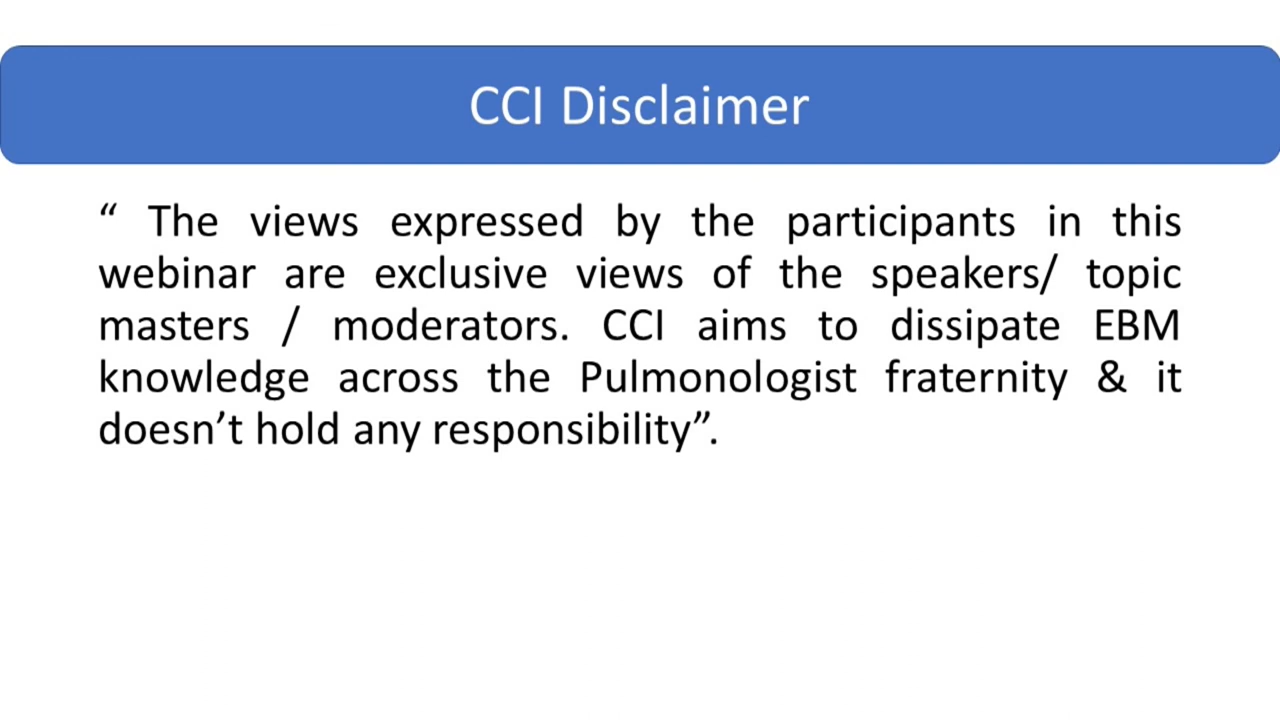 CCI Disclaimer
“ The views expressed by the participants in this
webinar are exclusive views of the speakers/ topic
masters / moderators. CCI aims to dissipate EBM
knowledge across the Pulmonologist fraternity & it
doesn’t hold any responsibility”.